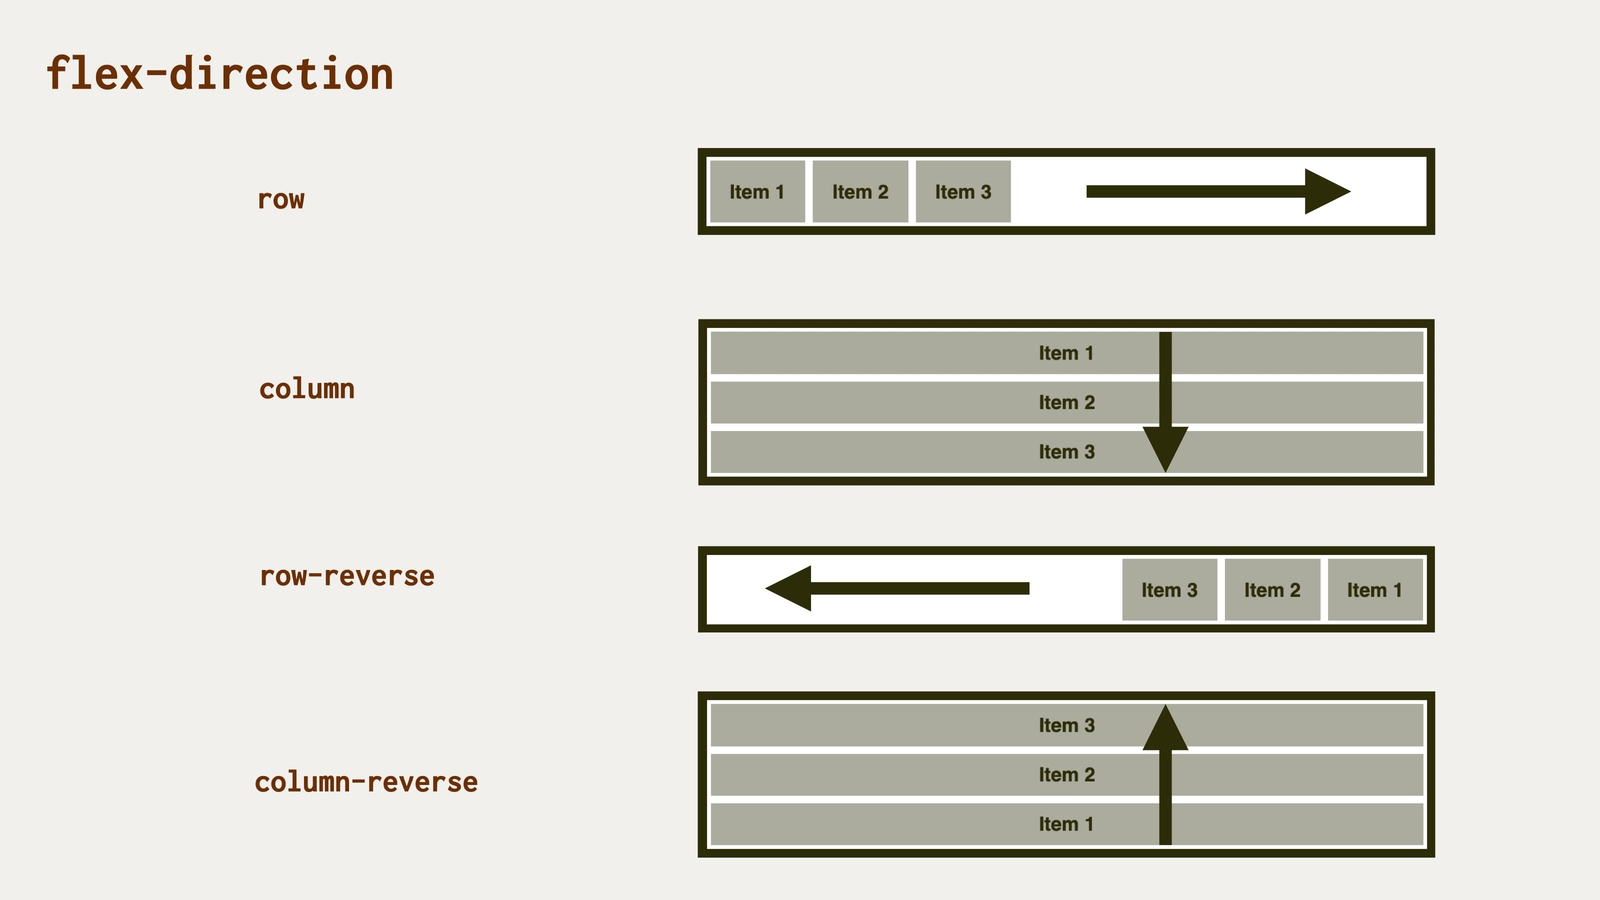 flex-direction
row
Item 1 Item 2 Item 3
column
Item 1
Item 2
Item 3
row-reverse
Item 3 Item 2 Item 1
column-reverse
Item 3
Item 2
Item 1